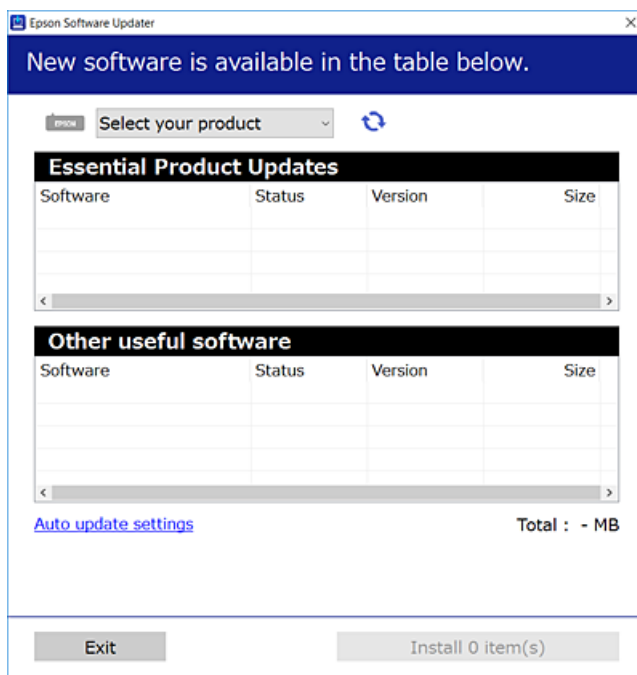 Epson Software Updater
New software is available in the table below.
EPSON Select your product
Essential Product Updates
Software Status Version Size
Other useful software
Software Status Version Size
Auto update settings Total : - MB
Exit Install 0 item(s)